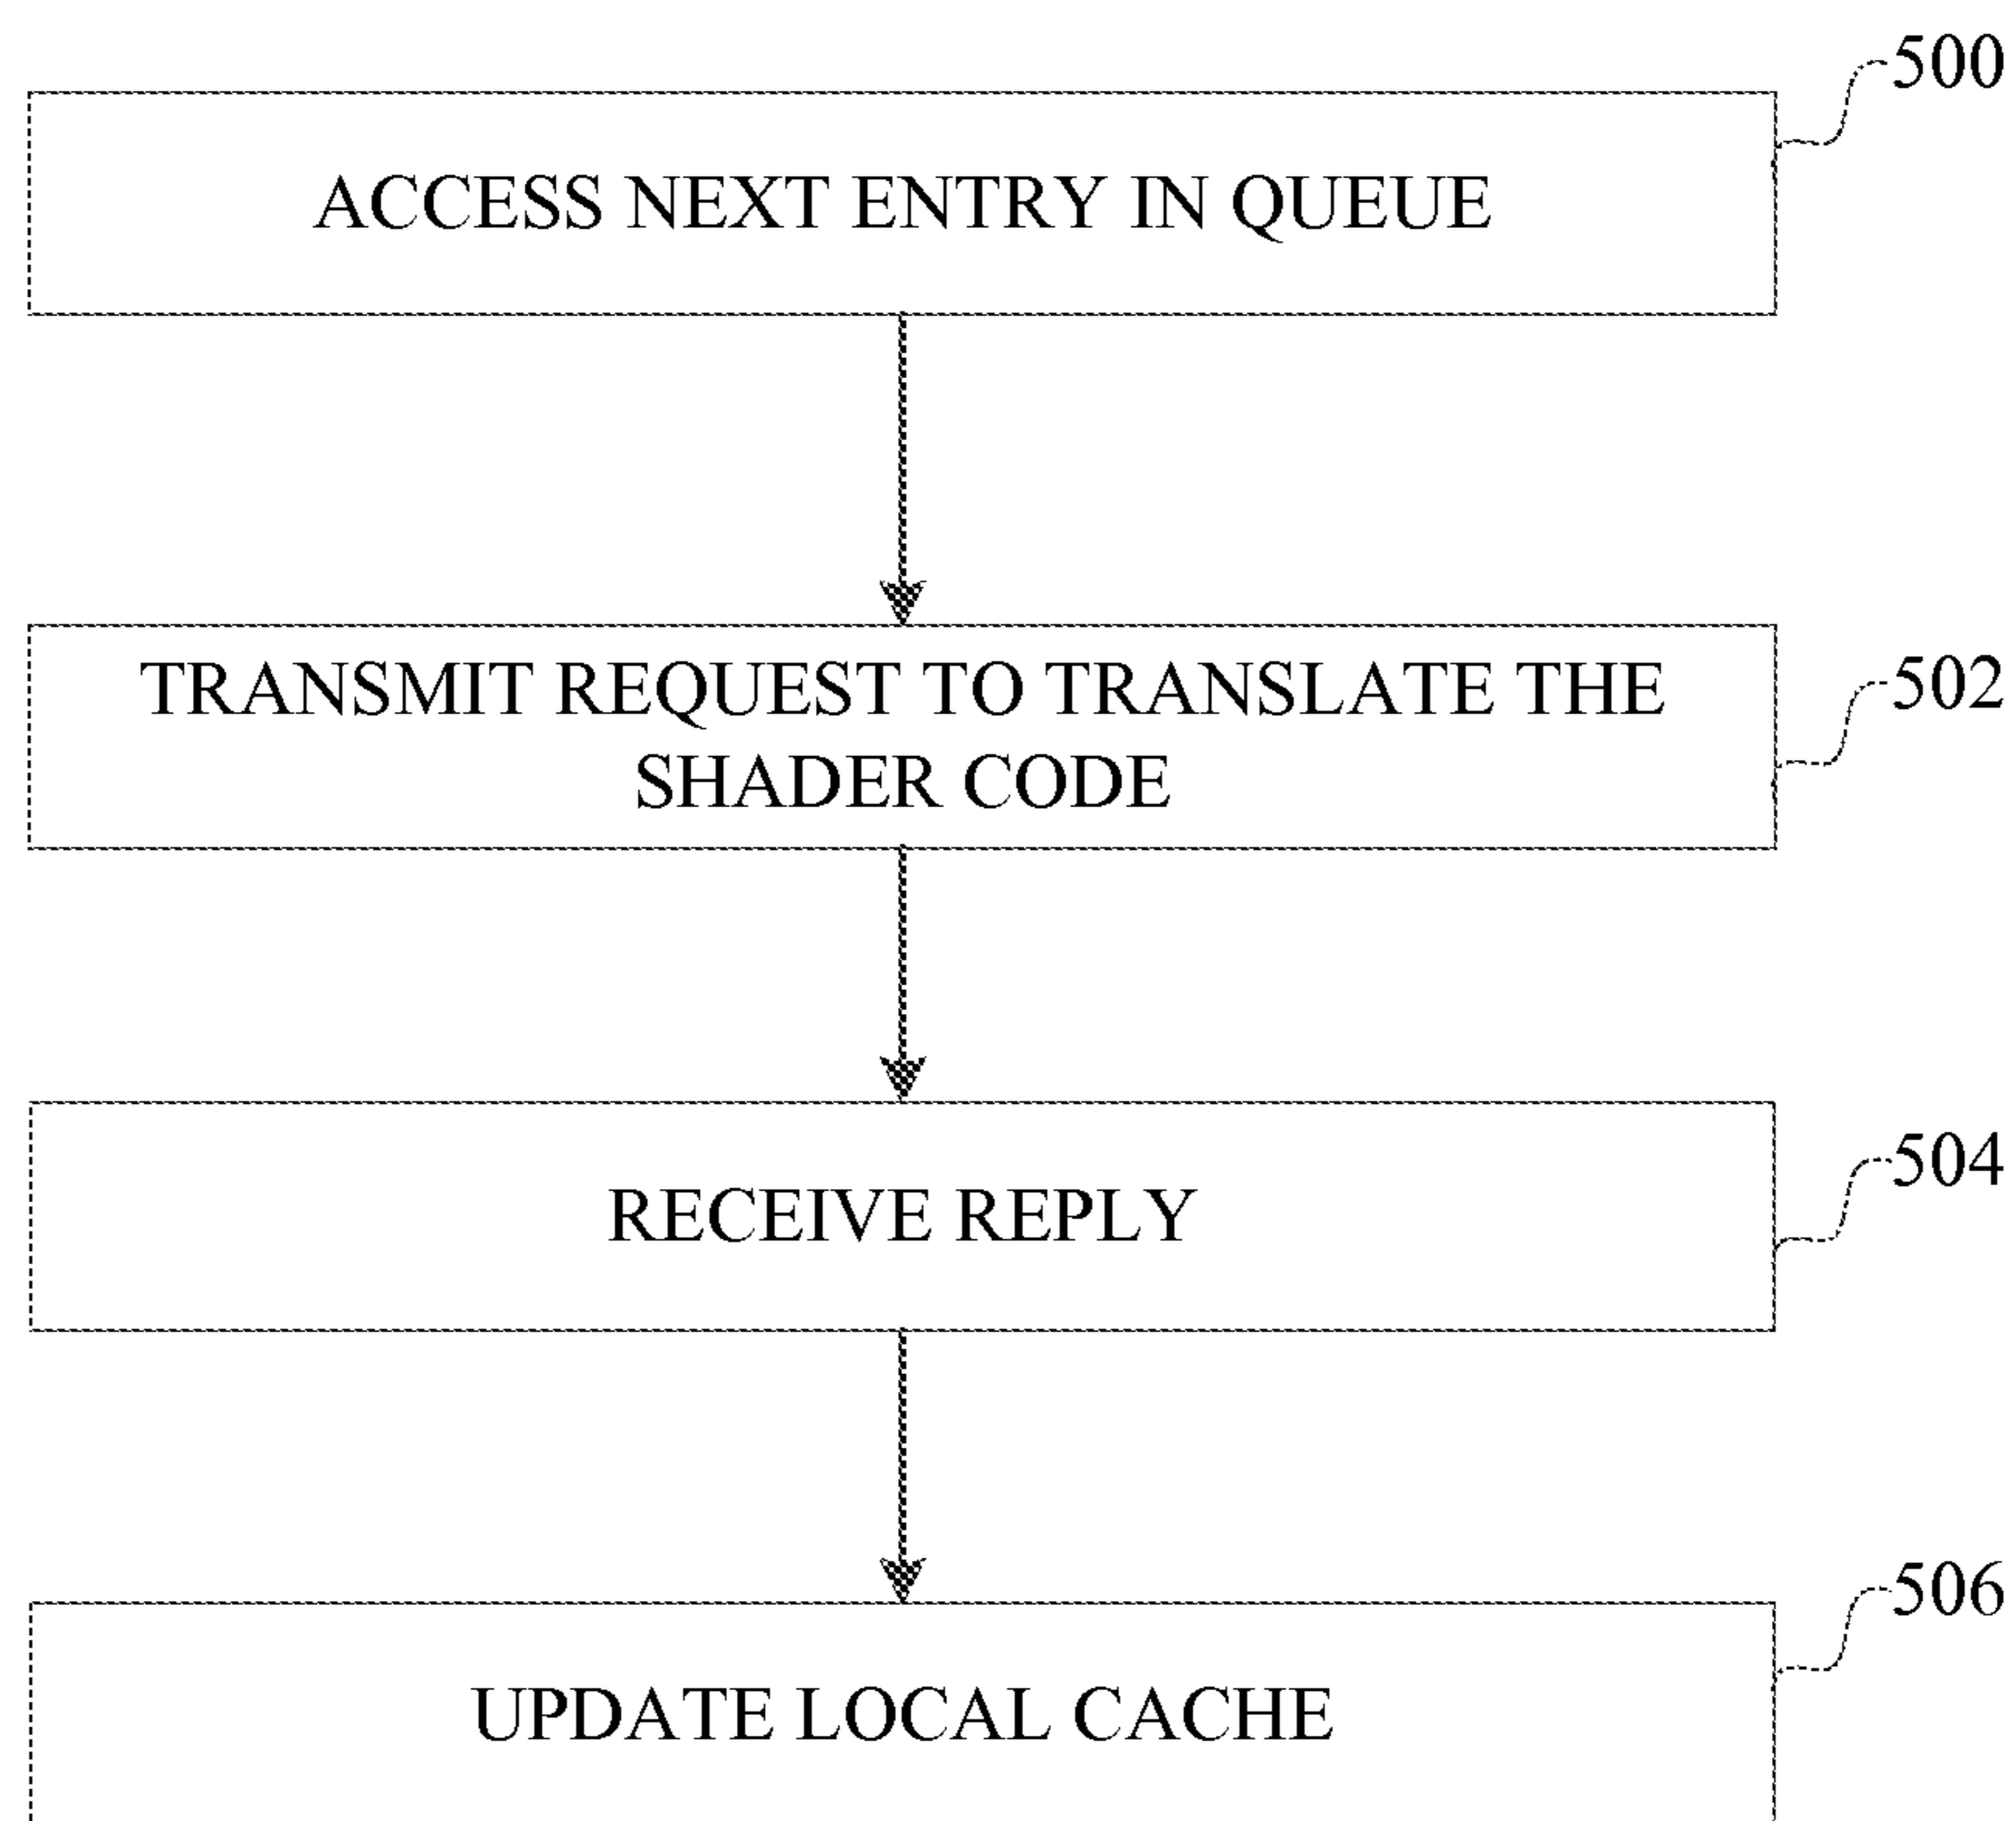 500
ACCESS NEXT ENTRY IN QUEUE
TRANSMIT REQUEST TO TRANSLATE THE
SHADER CODE
502
RECEIVE REPLY
504
UPDATE LOCAL CACHE
506